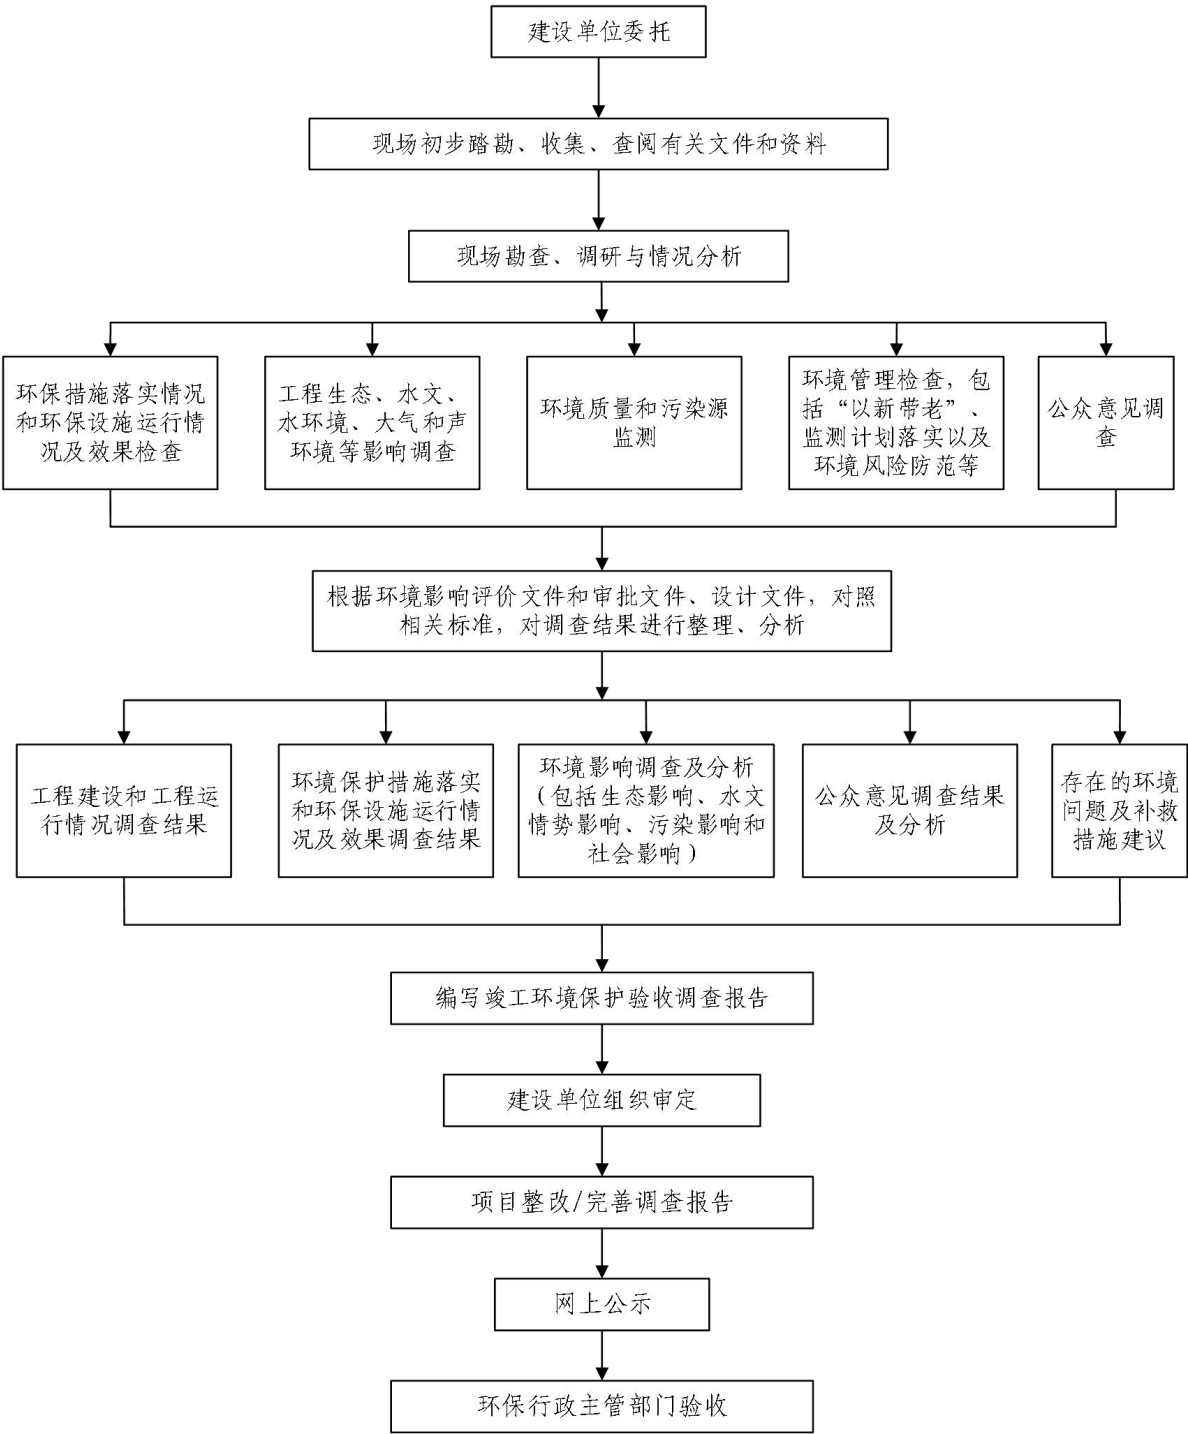 建设单位委托
现场初步踏勘、收集、查阅有关文件和资料
现场勘查、调研与情况分析
环保措施落实情况
和环保设施运行情
况及效果检查
工程生态、水文、
水环境、大气和声
环境等影响调查
环境质量和污染源
监测
环境管理检查，包
括“以新带老”、
监测计划落实以及
环境风险防范等
公众意见调
查
根据环境影响评价文件和审批文件、设计文件，对照
相关标准，对调查结果进行整理、分析
工程建设和工程运
行情况调查结果
环境保护措施落实
和环保设施运行情
况及效果调查结果
环境影响调查及分析
（包括生态影响、水文
情势影响、污染影响和
社会影响）
公众意见调查结果
及分析
存在的环境
问题及补救
措施建议
编写竣工环境保护验收调查报告
建设单位组织审定
项目整改/完善调查报告
网上公示
环保行政主管部门验收